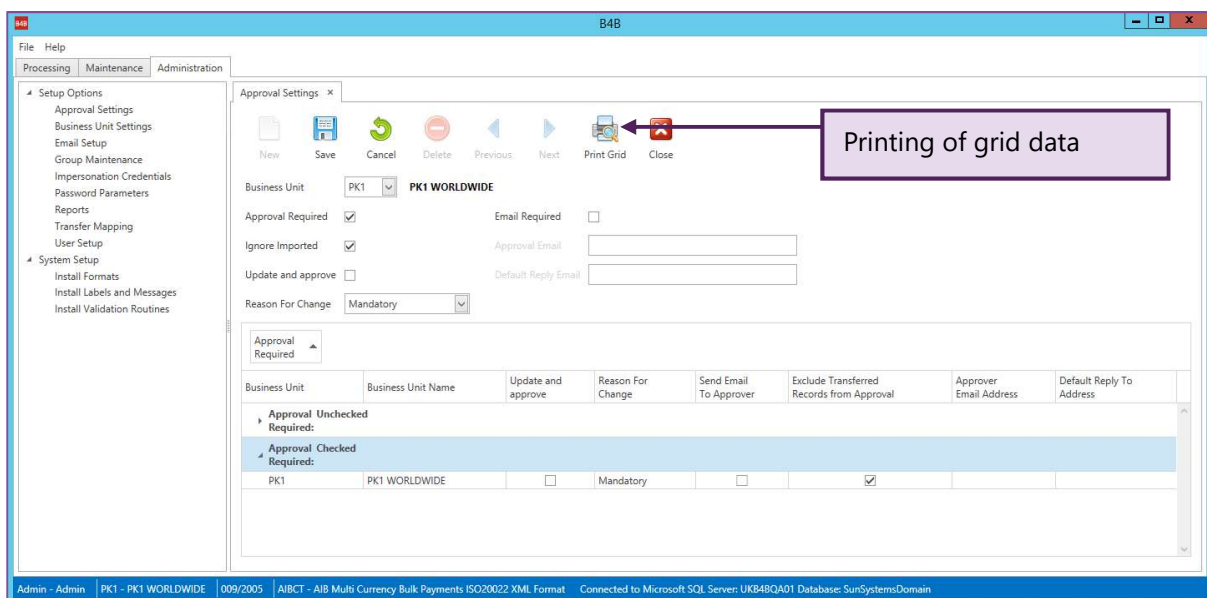 B4B
B4B
X
File Help
Processing Maintenance Administration
Setup Options
Approval Settings
Business Unit Settings
Email Setup
Group Maintenance
Impersonation Credentials
Password Parameters
Reports
Transfer Mapping
User Setup
System Setup
Install Formats
Install Labels and Messages
Install Validation Routines
Approval Settings ×
New Save Cancel Delete Previous Next Print Grid Close
Printing of grid data
Business Unit PK1 PK1 WORLDWIDE
Approval Required Email Required
Ignore Imported Approval Email
Update and approve Default Reply Email
Reason For Change Mandatory
Approval
Required
Business Unit Business Unit Name Update and approve Reason For Change Send Email To Approver Exclude Transferred Records from Approval Approver Email Address Default Reply To Address
Approval Unchecked
Required:
Approval Checked
Required:
PK1 PK1 WORLDWIDE Mandatory
Admin - Admin PK1 - PK1 WORLDWIDE 009/2005 AIBCT - AIB Multi Currency Bulk Payments ISO20022 XML Format Connected to Microsoft SQL Server: UKB4BQA01 Database: SunSystemsDomain